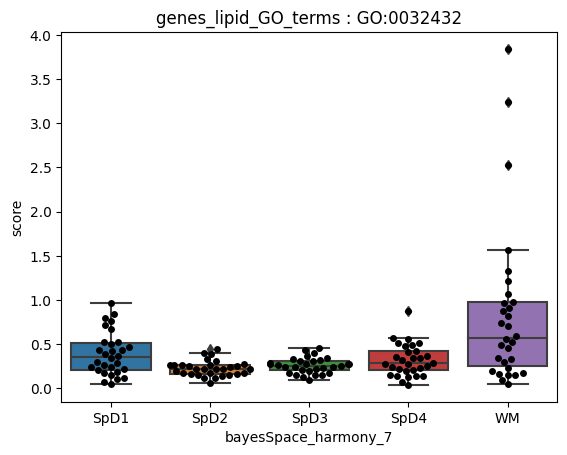 genes_lipid_GO_terms : GO:0032432
4.0
3.5
3.0
2.5
2.0
1.5
1.0
0.5
0.0
score
SpD1 SpD2 SpD3 SpD4 WM
bayesSpace_harmony_7